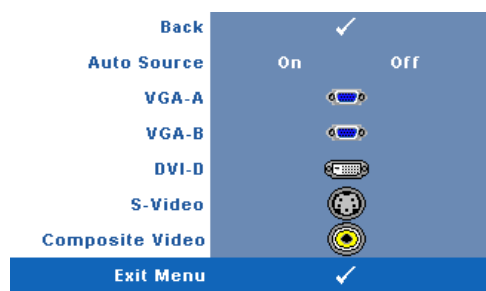 Back
Auto Source On Off
VGA-A
VGA-B
DVI-D
S-Video
Composite Video
Exit Menu